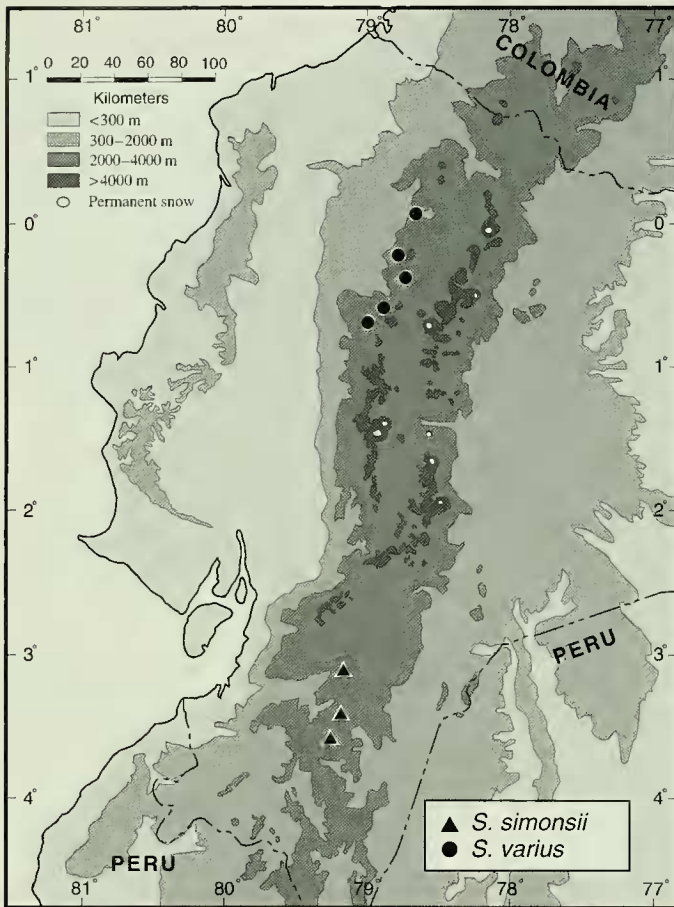 81° 80 79° 78 77°
1°
COLOMBIA
0 20 40 60 80 100
Kilometers
<300 m
300–2000 m
2000–4000 m
>4000 m
Permanent snow
0° 0
1° 1
2° 2
3° 3
PERU
4° 4
S. simonsii
S. varius
PERU
81° 80 79° 78 77